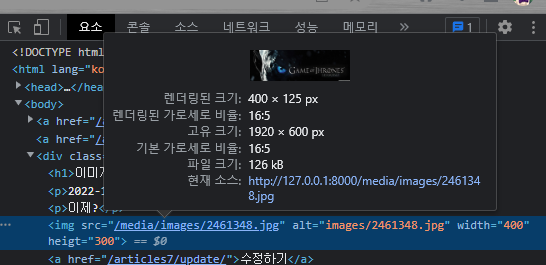 요소 콘솔 소스 네트워크 성능 메모리 » 1
<!DOCTYPE htm
<html lang="ko
<head>…</hea
<body>
<a href="/a
<a href="/a
<div class
<h1>이미지
<p>2022-1
<p>이제?</p
<img src="/media/images/2461348.jpg" alt="images/2461348.jpg" width="400"
heigt="300"> == $0
<a href="/articles7/update/">수정하기</a>
GAME OF THRONES
렌더링된 크기: 400 × 125 px
렌더링된 가로세로 비율: 16:5
고유 크기: 1920 × 600 px
기본 가로세로 비율: 16:5
파일 크기: 126 kB
현재 소스: http://127.0.0.1:8000/media/images/246134
8.jpg